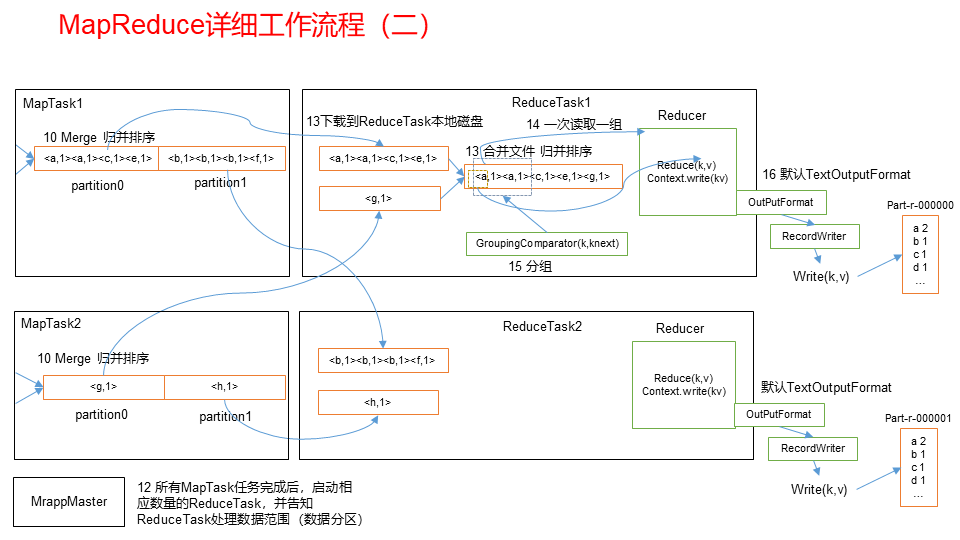 MapReduce详细工作流程（二）
MapTask1
10 Merge 归并排序
<a,1><a,1><c,1><e,1>
<b,1><b,1><b,1><f,1>
partition0
partition1
ReduceTask1
13下载到ReduceTask本地磁盘
<a,1><a,1><c,1><e,1>
<g,1>
13 合并文件 归并排序
<a,1><a,1><c,1><e,1><g,1>
14 一次读取一组
GroupingComparator(k,knext)
15 分组
Reducer
Reduce(k,v)
Context.write(kv)
16 默认TextOutputFormat
OutPutFormat
RecordWriter
Write(k,v)
Part-r-000000
a 2
b 1
c 1
d 1
...
MapTask2
10 Merge 归并排序
<g,1>
<h,1>
partition0
partition1
ReduceTask2
<b,1><b,1><b,1><f,1>
<h,1>
Reducer
Reduce(k,v)
Context.write(kv)
默认TextOutputFormat
OutPutFormat
RecordWriter
Write(k,v)
Part-r-000001
a 2
b 1
c 1
d 1
...
MrappMaster
12 所有MapTask任务完成后，启动相
应数量的ReduceTask，并告知
ReduceTask处理数据范围（数据分区）